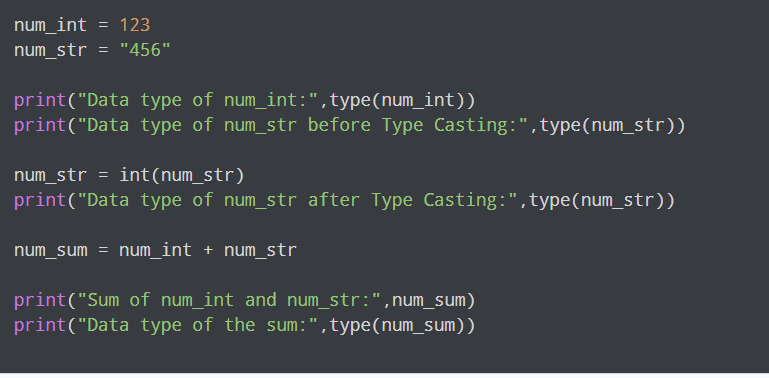 num_int = 123
num_str = "456"
print("Data type of num_int:",type(num_int))
print("Data type of num_str before Type Casting:",type(num_str))
num_str = int(num_str)
print("Data type of num_str after Type Casting:",type(num_str))
num_sum = num_int + num_str
print("Sum of num_int and num_str:",num_sum)
print("Data type of the sum:",type(num_sum))